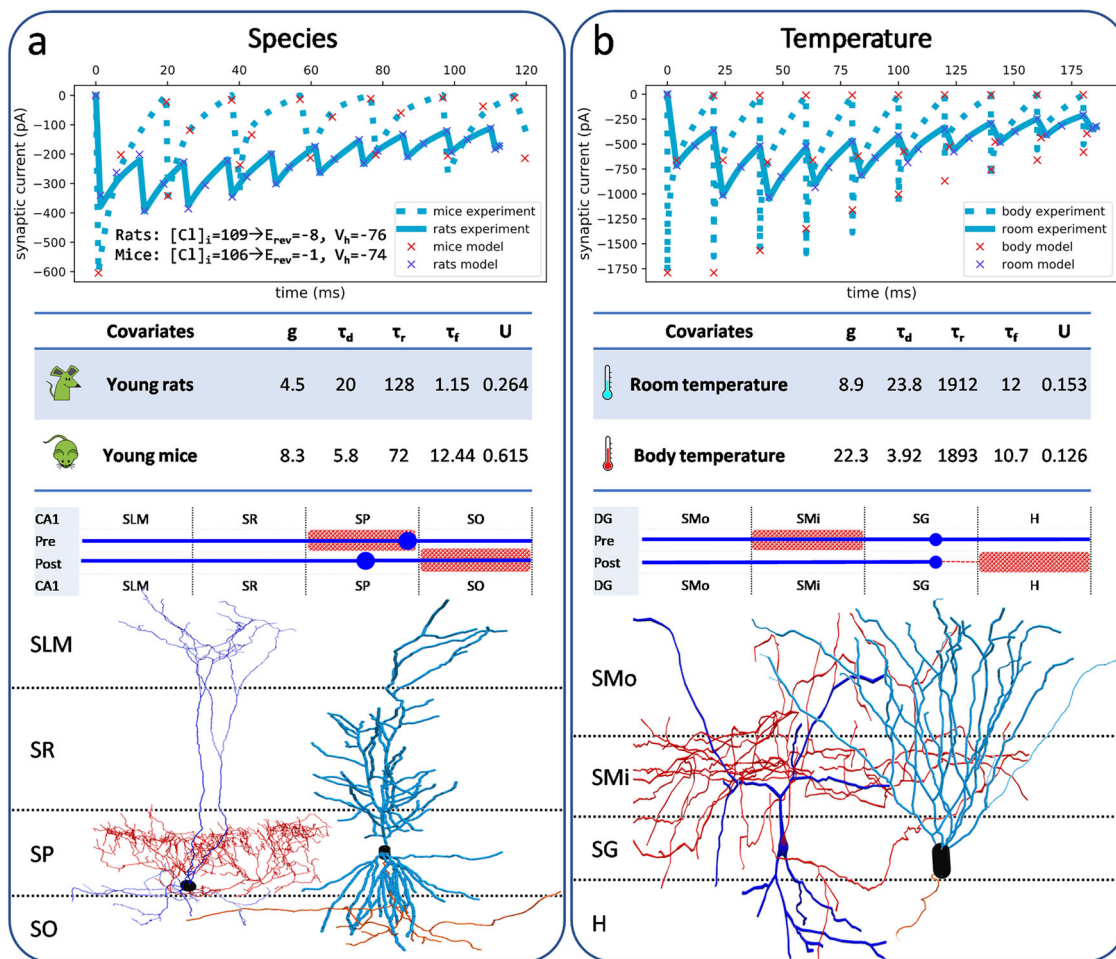 a Species
0 20 40 60 80 100 120
0
−100
−200
−300
−400
−500
−600
synaptic current (pA)
Rats: [Cl]i=109→Erev=-8, Vh=-76
Mice: [Cl]i=106→Erev=-1, Vh=-74
mice experiment
rats experiment
mice model
rats model
time (ms)
Covariates g τd τr τf U
Young rats 4.5 20 128 1.15 0.264
Young mice 8.3 5.8 72 12.44 0.615
CA1 SLM SR SP SO
Pre
Post
CA1 SLM SR SP SO
SLM
SR
SP
SO
b Temperature
0 25 50 75 100 125 150 175
0
−250
−500
−750
−1000
−1250
−1500
−1750
synaptic current (pA)
body experiment
room experiment
body model
room model
time (ms)
Covariates g τd τr τf U
Room temperature 8.9 23.8 1912 12 0.153
Body temperature 22.3 3.92 1893 10.7 0.126
DG SMo SMi SG H
Pre
Post
DG SMo SMi SG H
SMo
SMi
SG
H